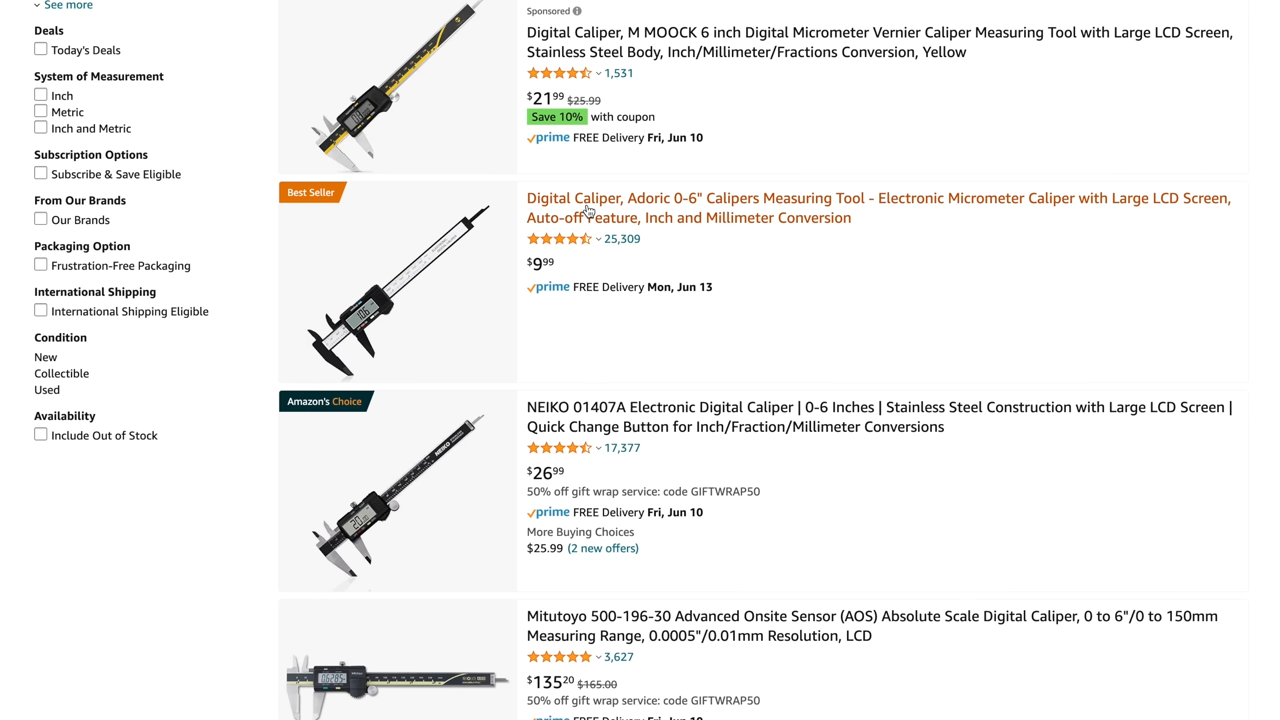 See more
Deals
Today's Deals
System of Measurement
Inch
Metric
Inch and Metric
Subscription Options
Subscribe & Save Eligible
From Our Brands
Our Brands
Packaging Option
Frustration-Free Packaging
International Shipping
International Shipping Eligible
Condition
New
Collectible
Used
Availability
Include Out of Stock
Sponsored
Digital Caliper, M MOOCK 6 inch Digital Micrometer Vernier Caliper Measuring Tool with Large LCD Screen,
Stainless Steel Body, Inch/Millimeter/Fractions Conversion, Yellow
1,531
$21 99 $25.99
Save 10% with coupon
prime FREE Delivery Fri, Jun 10
Best Seller
Digital Caliper, Adoric 0-6" Calipers Measuring Tool - Electronic Micrometer Caliper with Large LCD Screen,
Auto-off Feature, Inch and Millimeter Conversion
25,309
$9 99
prime FREE Delivery Mon, Jun 13
Amazon's Choice
NEIKO
NEIKO 01407A Electronic Digital Caliper | 0-6 Inches | Stainless Steel Construction with Large LCD Screen |
Quick Change Button for Inch/Fraction/Millimeter Conversions
17,377
$26 99
50% off gift wrap service: code GIFTWRAP50
prime FREE Delivery Fri, Jun 10
More Buying Choices
$25.99 (2 new offers)
Mitutoyo 500-196-30 Advanced Onsite Sensor (AOS) Absolute Scale Digital Caliper, 0 to 6"/0 to 150mm
Measuring Range, 0.0005"/0.01mm Resolution, LCD
3,627
$135 20 $165.00
50% off gift wrap service: code GIFTWRAP50
prime FREE Delivery Fri, Jun 10